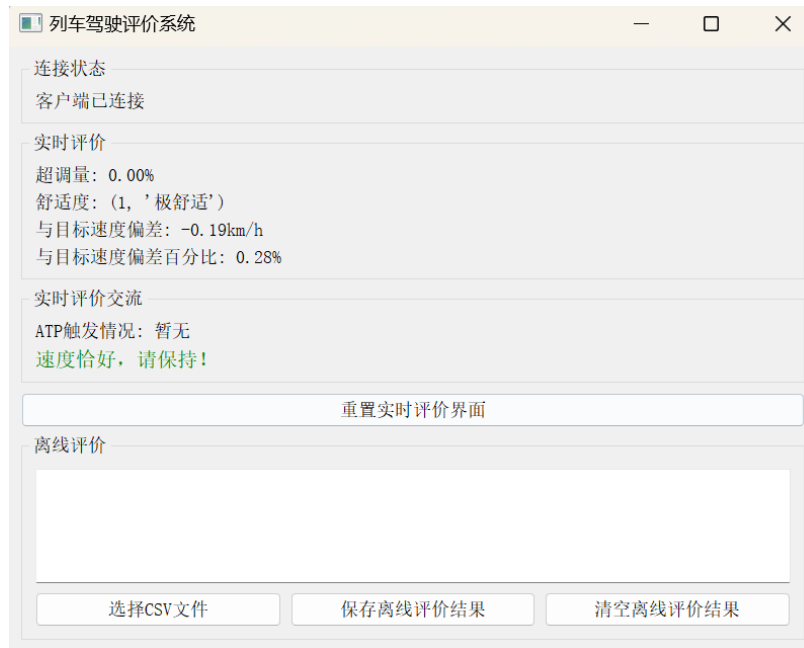 列车驾驶评价系统
连接状态
客户端已连接
实时评价
超调量: 0.00%
舒适度: (1, '极舒适')
与目标速度偏差: -0.19km/h
与目标速度偏差百分比: 0.28%
实时评价交流
ATP触发情况: 暂无
速度恰好，请保持!
重置实时评价界面
离线评价
选择CSV文件 保存离线评价结果 清空离线评价结果